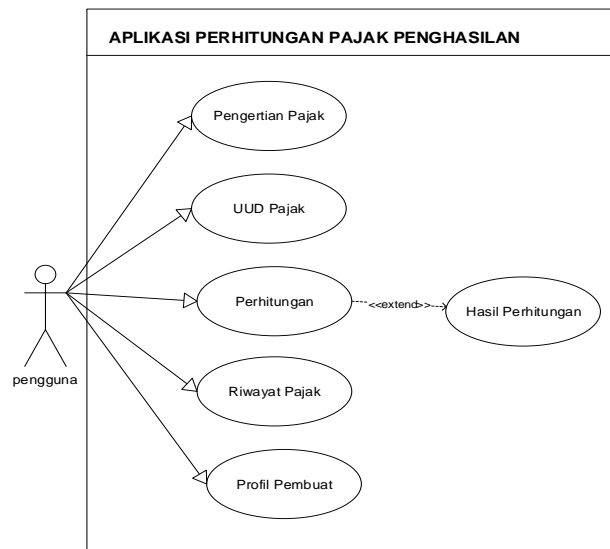 APLIKASI PERHITUNGAN PAJAK PENGHASILAN
Pengertian Pajak
UUD Pajak
Perhitungan
<<extend>>
Hasil Perhitungan
pengguna
Riwayat Pajak
Profil Pembuat